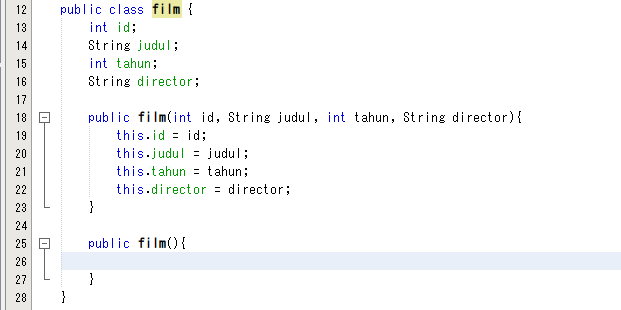 12 public class film {
13 int id;
14 String judul;
15 int tahun;
16 String director;
17
18 public film(int id, String judul, int tahun, String director){
19 this.id = id;
20 this.judul = judul;
21 this.tahun = tahun;
22 this.director = director;
23 }
24
25 public film(){
26
27 }
28 }